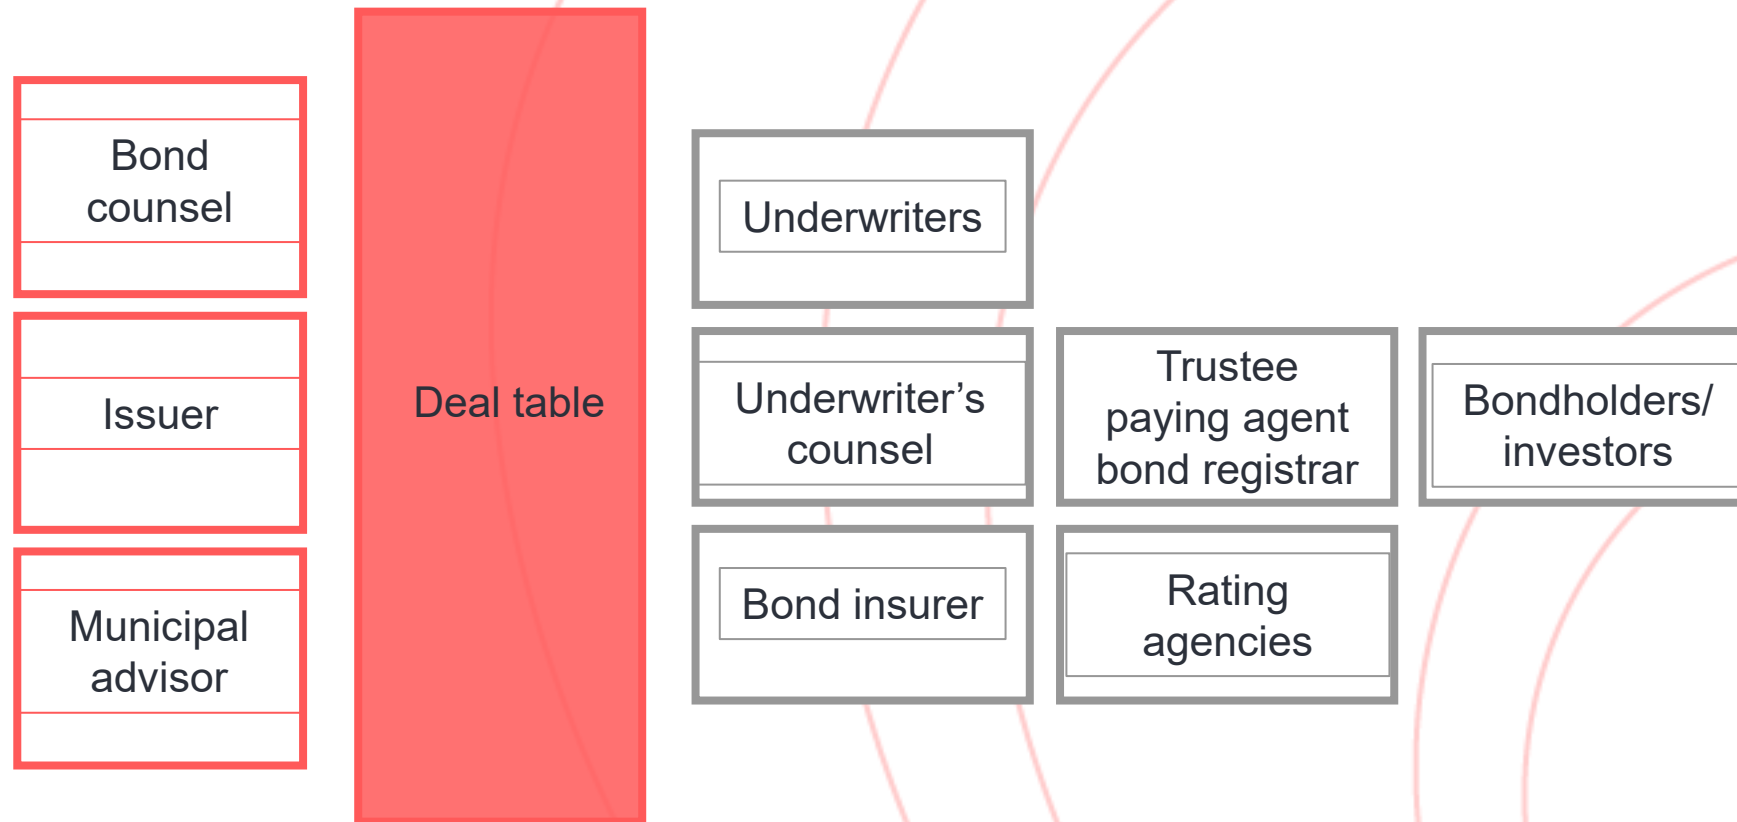 Bond
counsel
Issuer
Municipal
advisor
Deal table
Underwriters
Underwriter’s
counsel
Bond insurer
Trustee
paying agent
bond registrar
Rating
agencies
Bondholders/
investors